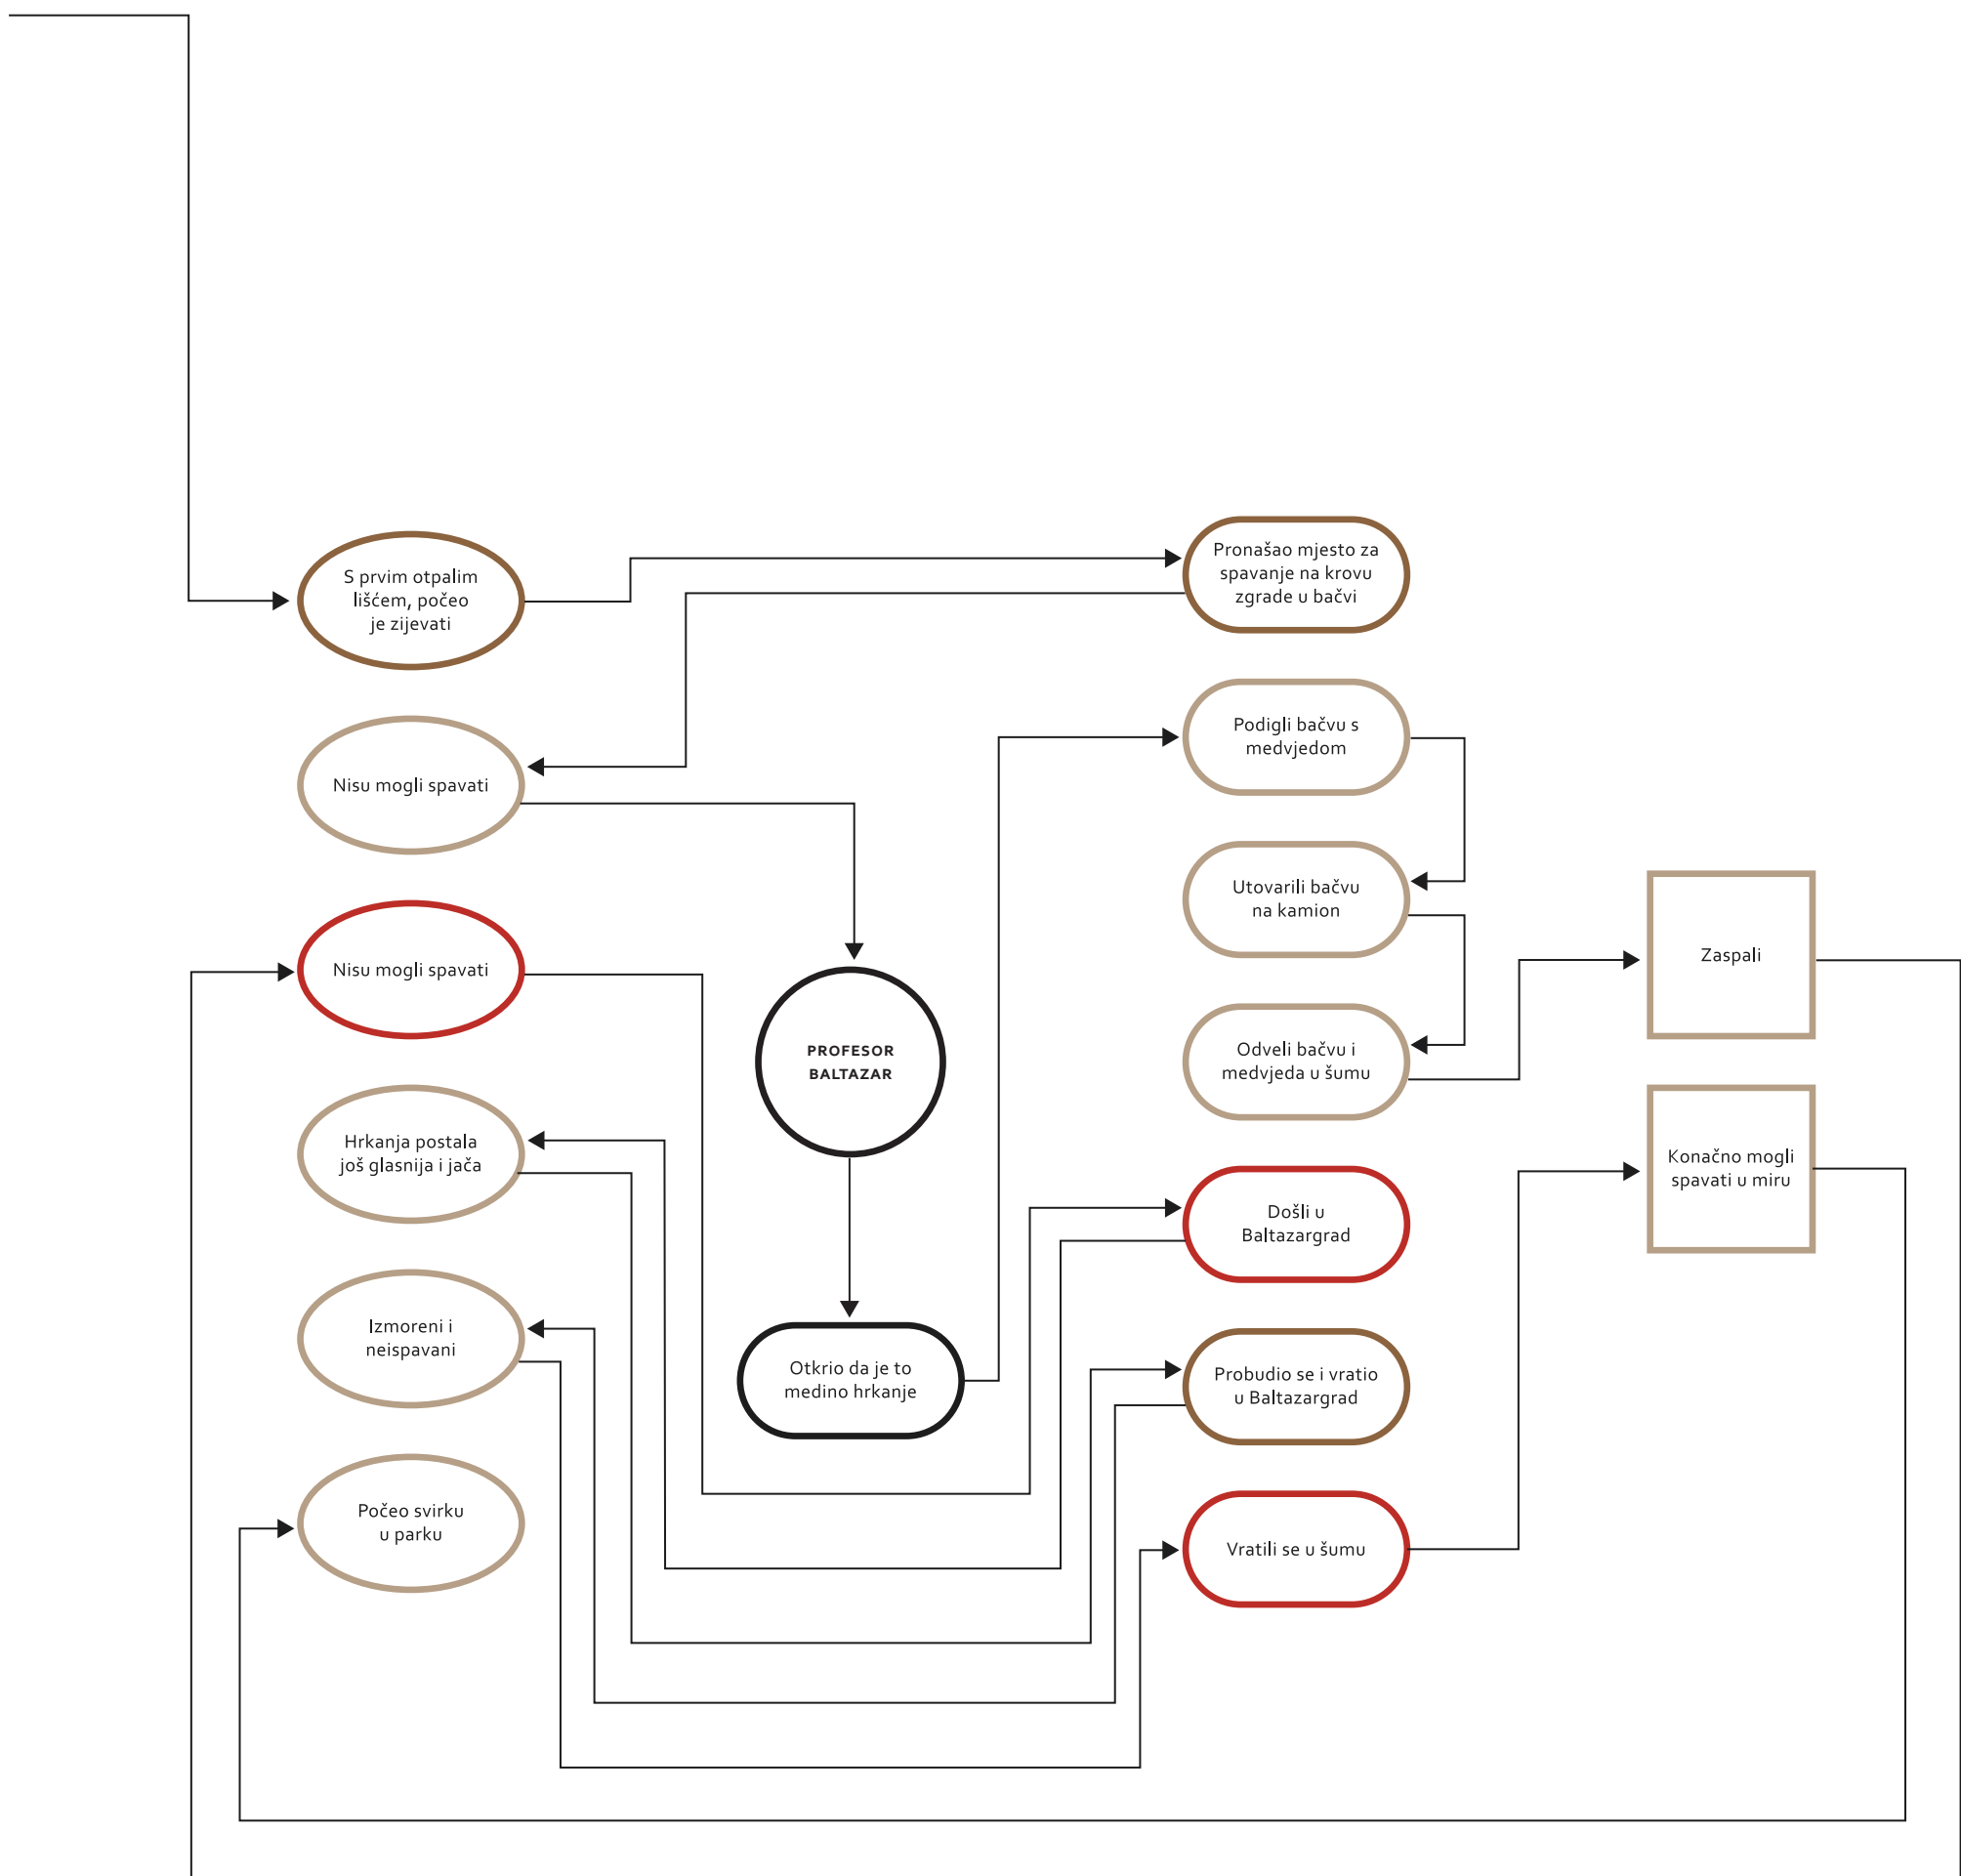 S prvim otpalim
lišćem, počeo
je zijevati
Pronašao mjesto za
spavanje na krovu
zgrade u bačvi
Nisu mogli spavati
Podigli bačvu s
medvjedom
Utovarili bačvu
na kamion
Nisu mogli spavati
Zaspali
PROFESOR
BALTAZAR
Odveli bačvu i
medvjeda u šumu
Hrkanja postala
još glasnija i jača
Došli u
Baltazargrad
Konačno mogli
spavati u miru
Izmoreni i
neispavani
Otkrio da je to
medino hrkanje
Probudio se i vratio
u Baltazargrad
Počeo svirku
u parku
Vratili se u šumu